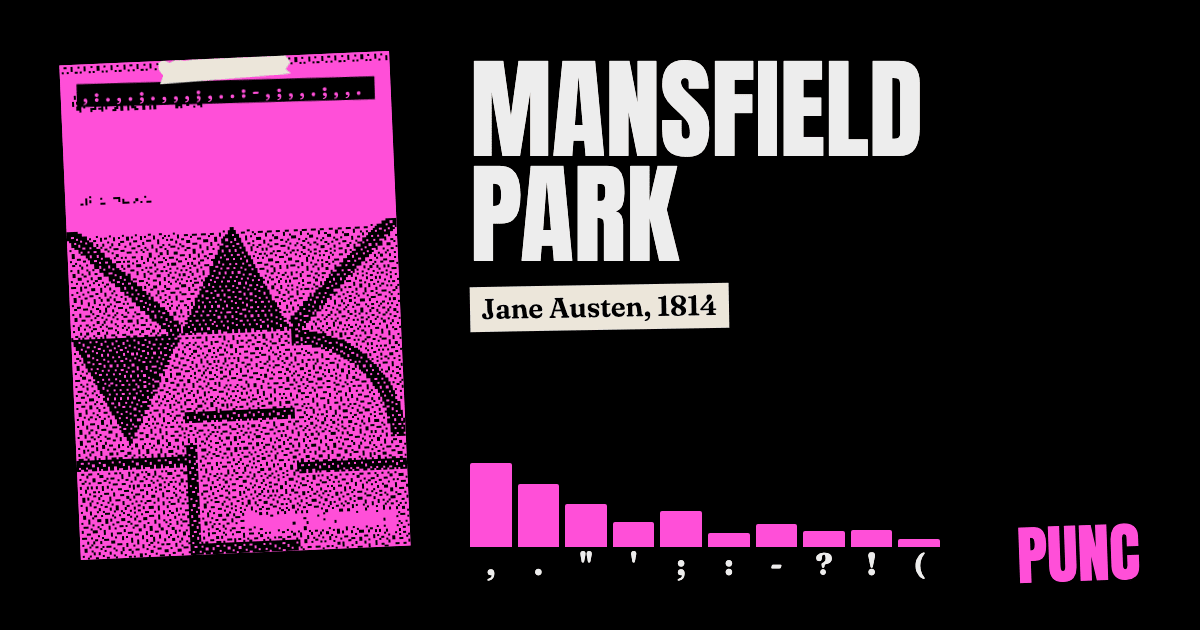 ,:.,.;.,,,;,..:-,;,,.;,,.
MANSFIELD
PARK
Jane Austen, 1814
, . " ' ; : - ? ! (
PUNC